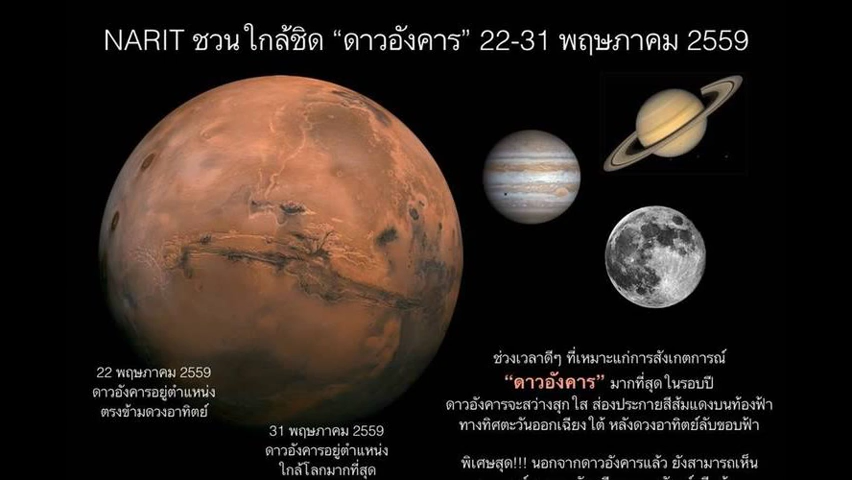 NARIT ชวนใกล้ชิด “ดาวอังคาร” 22-31 พฤษภาคม 2559
22 พฤษภาคม 2559
ดาวอังคารอยู่ตำแหน่ง
ตรงข้ามดวงอาทิตย์
31 พฤษภาคม 2559
ดาวอังคารอยู่ตำแหน่ง
ใกล้โลกมากที่สุด
ช่วงเวลาดีๆ ที่เหมาะแก่การสังเกตการณ์
“ดาวอังคาร” มากที่สุดในรอบปี
ดาวอังคารจะสว่างสุกใส ส่องประกายสีส้มแดงบนท้องฟ้า
ทางทิศตะวันออกเฉียงใต้ หลังดวงอาทิตย์ลับขอบฟ้า
พิเศษสุด!!! นอกจากดาวอังคารแล้ว ยังสามารถเห็น